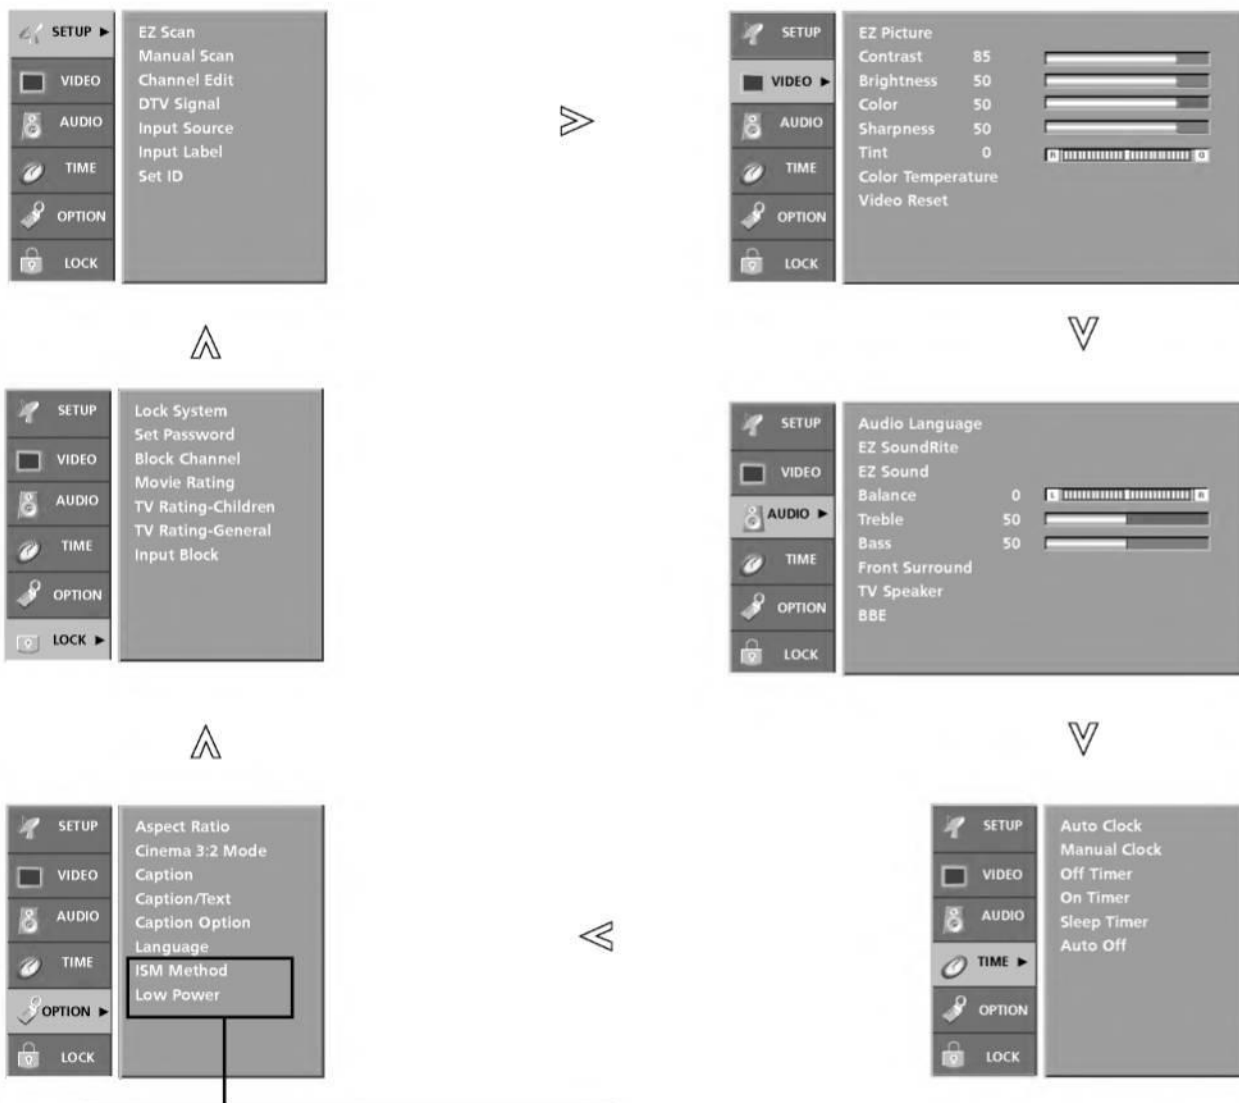 SETUP
VIDEO
AUDIO
TIME
OPTION
LOCK
EZ Scan
Manual Scan
Channel Edit
DTV Signal
Input Source
Input Label
Set ID
SETUP
VIDEO
AUDIO
TIME
OPTION
LOCK
EZ Picture
Contrast 85
Brightness 50
Color 50
Sharpness 50
Tint 0 R G
Color Temperature
Video Reset
SETUP
VIDEO
AUDIO
TIME
OPTION
LOCK
Lock System
Set Password
Block Channel
Movie Rating
TV Rating-Children
TV Rating-General
Input Block
SETUP
VIDEO
AUDIO
TIME
OPTION
LOCK
Audio Language
EZ SoundRite
EZ Sound
Balance 0 L R
Treble 50
Bass 50
Front Surround
TV Speaker
BBE
SETUP
VIDEO
AUDIO
TIME
OPTION
LOCK
Aspect Ratio
Cinema 3:2 Mode
Caption
Caption/Text
Caption Option
Language
ISM Method
Low Power
SETUP
VIDEO
AUDIO
TIME
OPTION
LOCK
Auto Clock
Manual Clock
Off Timer
On Timer
Sleep Timer
Auto Off